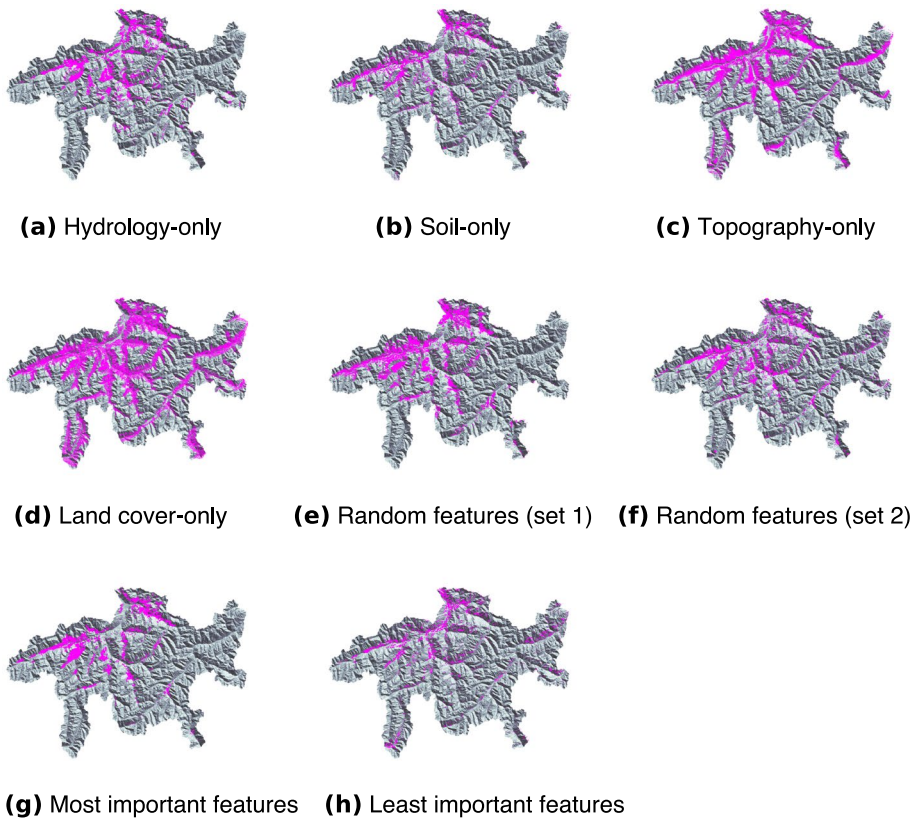 (a) Hydrology-only
(b) Soil-only
(c) Topography-only
(d) Land cover-only
(e) Random features (set 1)
(f) Random features (set 2)
(g) Most important features
(h) Least important features